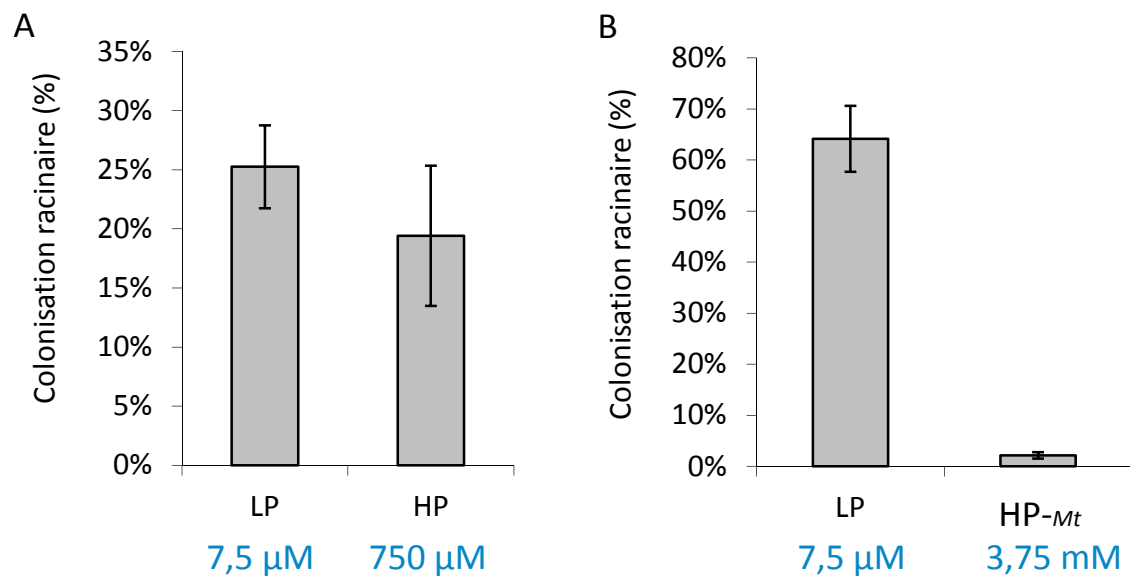 A
Colonisation racinaire (%)
35%
30%
25%
20%
15%
10%
5%
0%
LP HP
7,5 µM 750 µM
B
Colonisation racinaire (%)
80%
70%
60%
50%
40%
30%
20%
10%
0%
LP HP-Mt
7,5 µM 3,75 mM